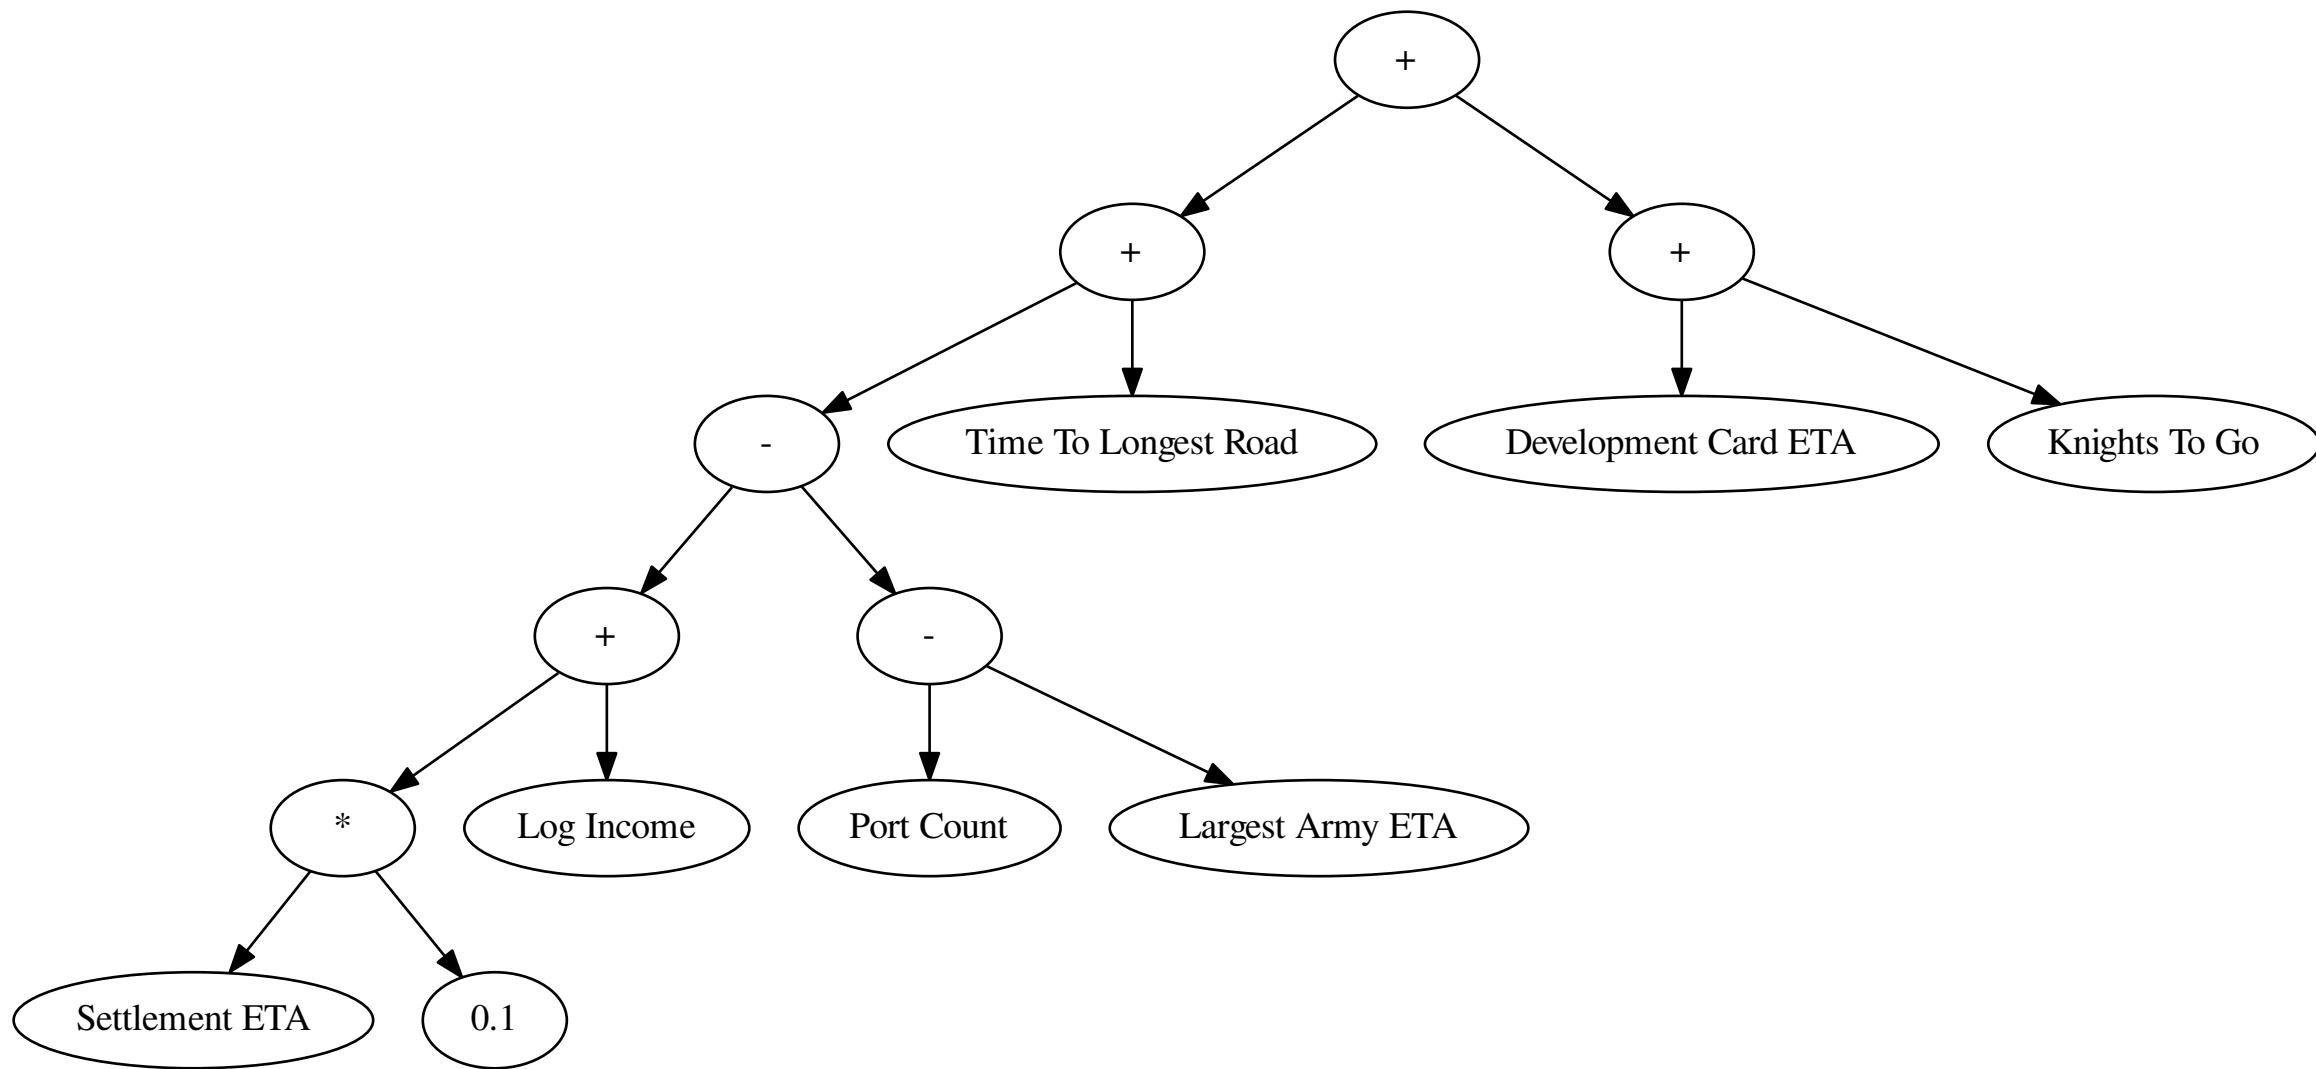 +
+
+
-
Time To Longest Road
Development Card ETA
Knights To Go
+
-
*
Log Income
Port Count
Largest Army ETA
Settlement ETA
0.1